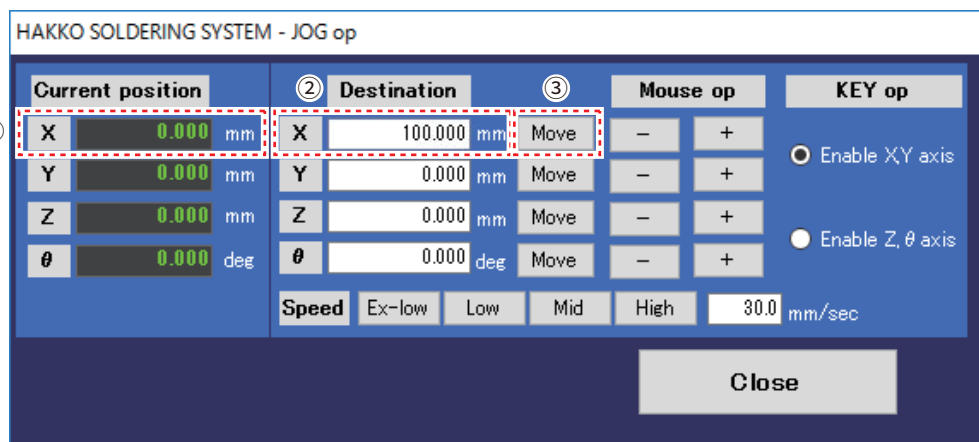 HAKKO SOLDERING SYSTEM - JOG op
Current position ② Destination ③ Mouse op KEY op
X 0.000 mm X 100.000 mm Move − +
Enable X,Y axis
Y 0.000 mm Y 0.000 mm Move − +
Z 0.000 mm Z 0.000 mm Move − +
Enable Z, θ axis
θ 0.000 deg θ 0.000 deg Move − +
Speed Ex-low Low Mid High 30.0 mm/sec
Close